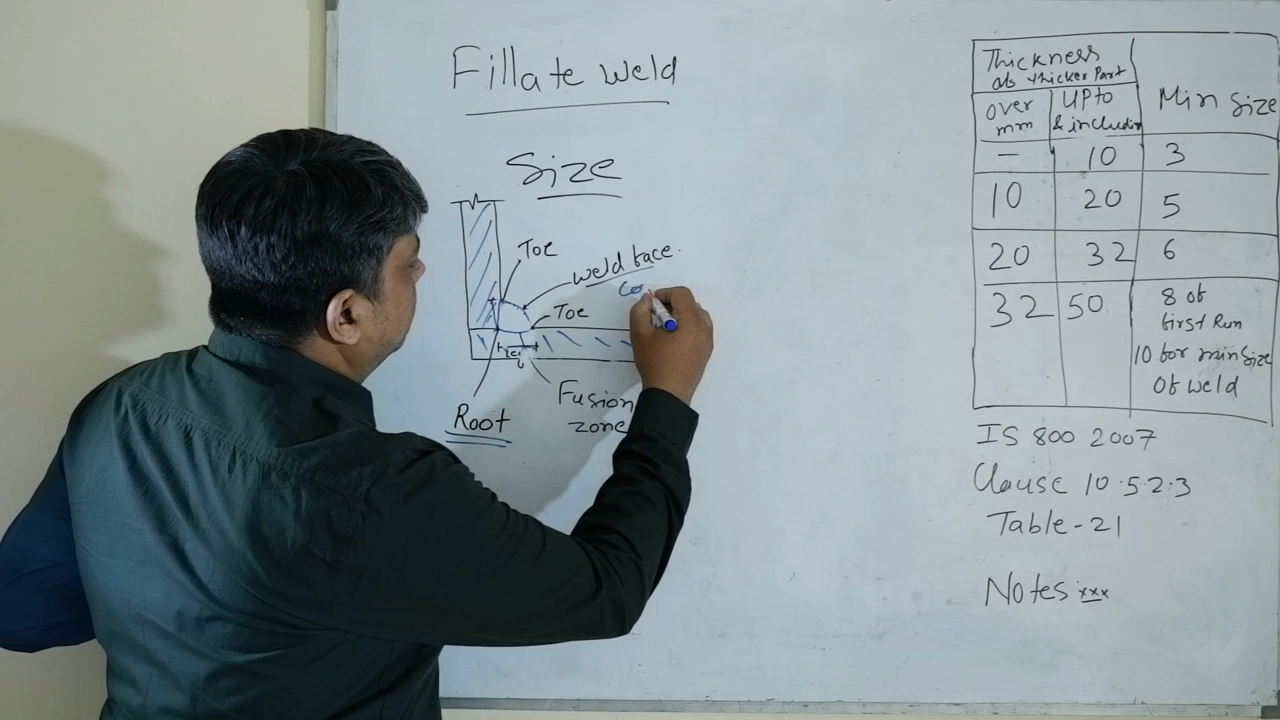 Fillate weld
Size
Toe
Weld face.
Toe
Root
Fusion
zone
Thickness
of thicker Part
over
mm
UPto
& includin
Min Size
-
10
3
10
20
5
20
32
6
32
50
8 of
first Run
10 for min size
Of weld
IS 800 2007
Clause 10.5.2.3
Table-21
Notes xxx